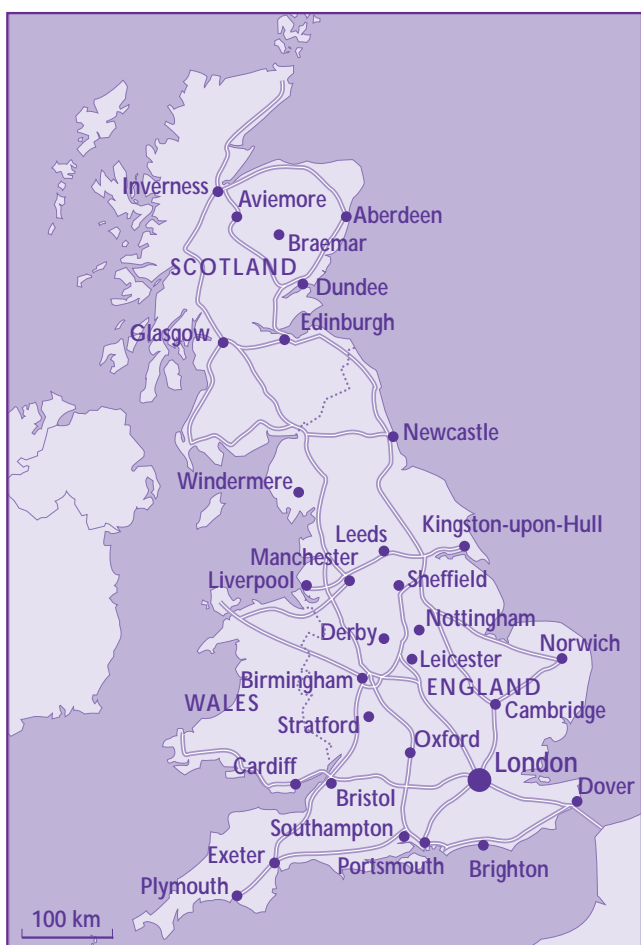 Inverness
Aviemore
Aberdeen
Braemar
SCOTLAND
Dundee
Edinburgh
Glasgow
Newcastle
Windermere
Kingston-upon-Hull
Leeds
Manchester
Liverpool
Sheffield
Nottingham
Derby
Norwich
Leicester
Birmingham
ENGLAND
WALES
Cambridge
Stratford
Oxford
London
Cardiff
Dover
Bristol
Southampton
Exeter
Portsmouth
Brighton
Plymouth
100 km